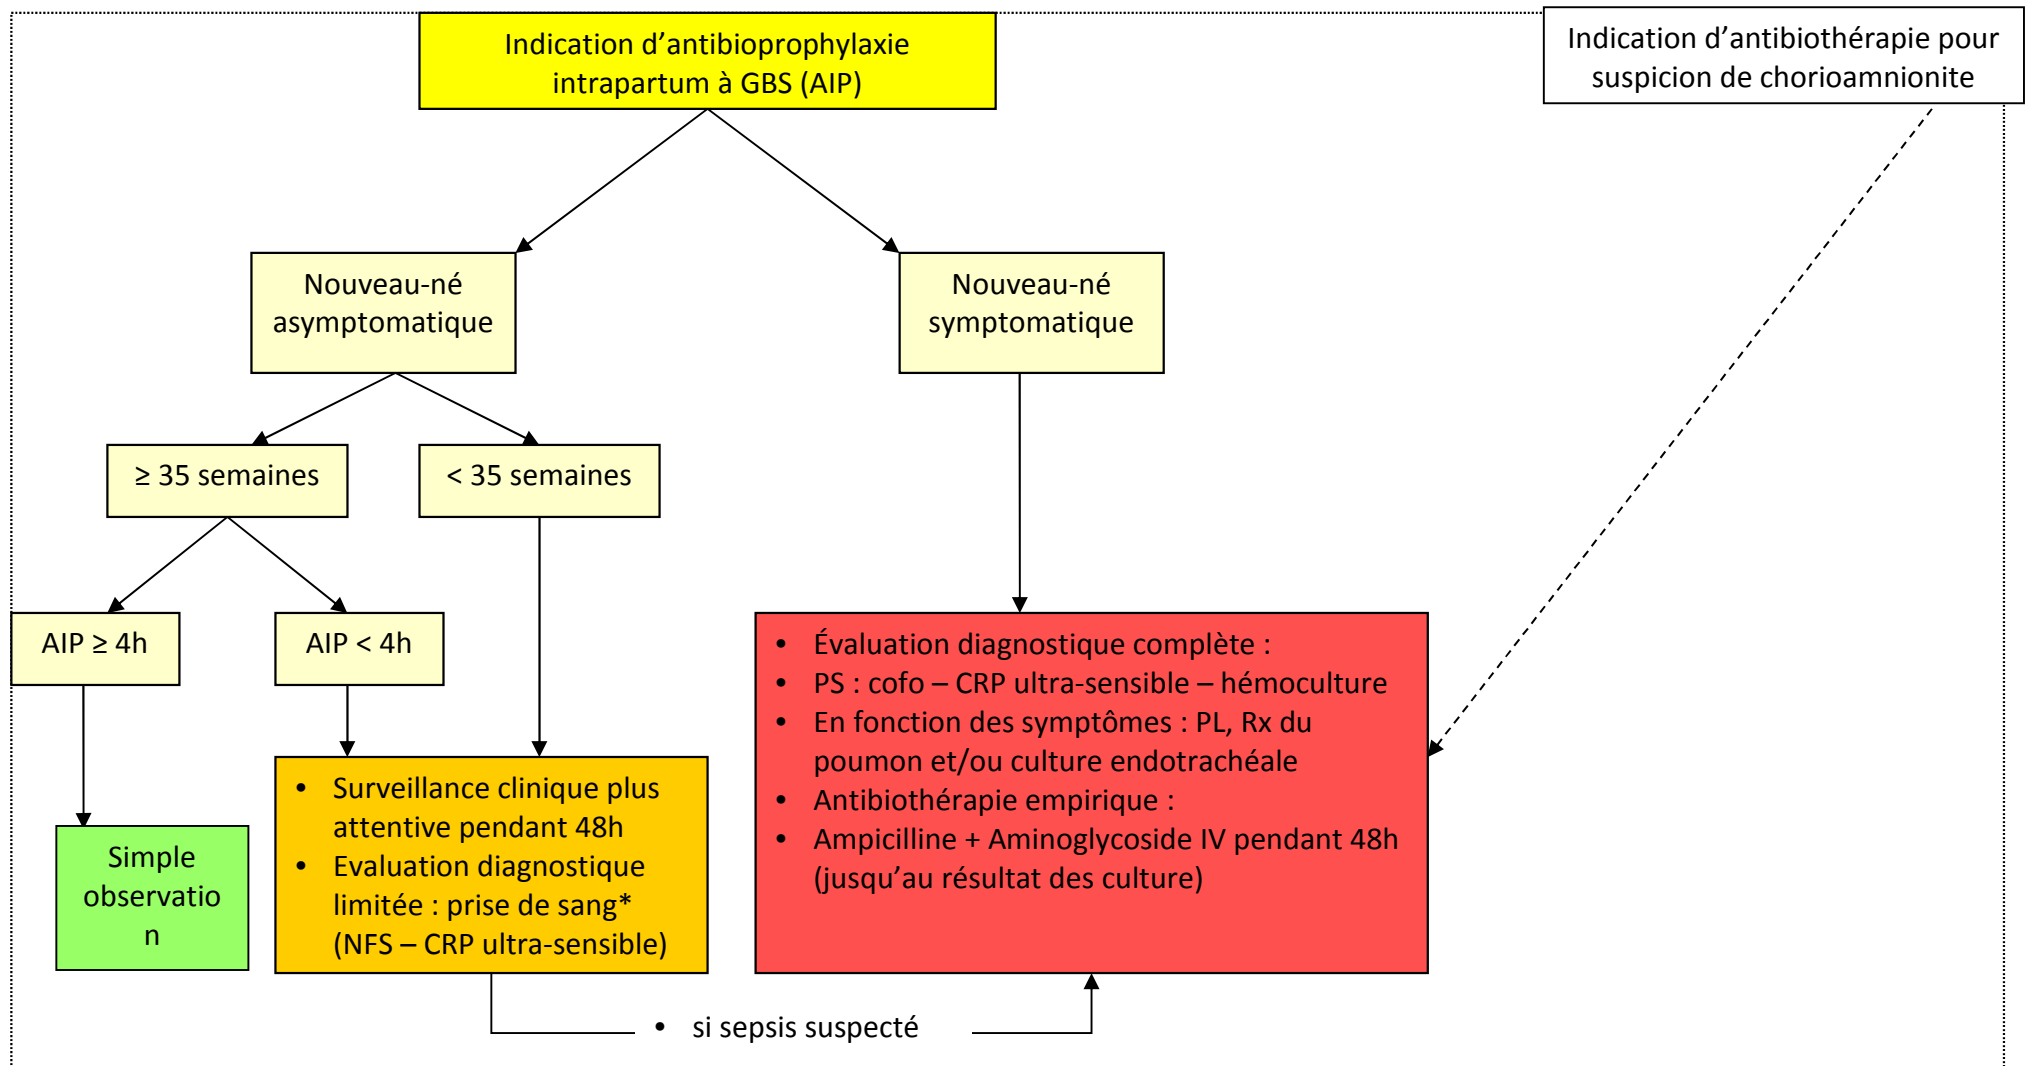 Indication d’antibioprophylaxie
intrapartum à GBS (AIP)
Indication d’antibiothérapie pour
suspicion de chorioamnionite
Nouveau-né
asymptomatique
Nouveau-né
symptomatique
≥ 35 semaines
< 35 semaines
AIP ≥ 4h
AIP < 4h
Simple
observatio
n
• Surveillance clinique plus
attentive pendant 48h
• Evaluation diagnostique
limitée : prise de sang*
(NFS – CRP ultra-sensible)
• Évaluation diagnostique complète :
• PS : cofo – CRP ultra-sensible – hémoculture
• En fonction des symptômes : PL, Rx du
poumon et/ou culture endotrachéale
• Antibiothérapie empirique :
• Ampicilline + Aminoglycoside IV pendant 48h
(jusqu’au résultat des culture)
• si sepsis suspecté